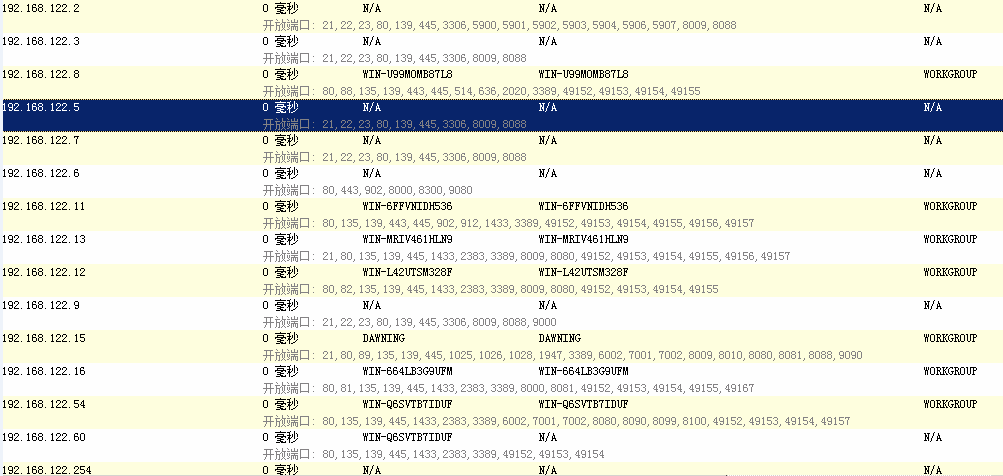 192.168.122.2 0 毫秒 N/A N/A N/A
开放端口: 21,22,23,80,139,445,3306,5900,5901,5902,5903,5904,5906,5907,8009,8088
192.168.122.3 0 毫秒 N/A N/A N/A
开放端口: 21,22,23,80,139,445,3306,8009,8088
192.168.122.8 0 毫秒 WIN-U99MOMB87L8 WIN-U99MOMB87L8 WORKGROUP
开放端口: 80,88,135,139,443,445,514,636,2020,3389,49152,49153,49154,49155
192.168.122.5 0 毫秒 N/A N/A N/A
开放端口: 21,22,23,80,139,445,3306,8009,8088
192.168.122.7 0 毫秒 N/A N/A N/A
开放端口: 21,22,23,80,139,445,3306,8009,8088
192.168.122.6 0 毫秒 N/A N/A N/A
开放端口: 80,443,902,8000,8300,9080
192.168.122.11 0 毫秒 WIN-6FFVNIDH536 WIN-6FFVNIDH536 WORKGROUP
开放端口: 80,135,139,443,445,902,912,1433,3389,49152,49153,49154,49155,49156,49157
192.168.122.13 0 毫秒 WIN-MRIV461HLN9 WIN-MRIV461HLN9 WORKGROUP
开放端口: 21,80,135,139,445,1433,2383,3389,8009,8080,49152,49153,49154,49155,49156,49157
192.168.122.12 0 毫秒 WIN-L42UTSM328F WIN-L42UTSM328F WORKGROUP
开放端口: 80,82,135,139,445,1433,2383,3389,8009,8080,49152,49153,49154,49155
192.168.122.9 0 毫秒 N/A N/A N/A
开放端口: 21,22,23,80,139,445,3306,8009,8088,9000
192.168.122.15 0 毫秒 DAWNING DAWNING WORKGROUP
开放端口: 21,80,89,135,139,445,1025,1026,1028,1947,3389,6002,7001,7002,8009,8010,8080,8081,8088,9090
192.168.122.16 0 毫秒 WIN-664LB3G9UFM WIN-664LB3G9UFM WORKGROUP
开放端口: 80,81,135,139,445,1433,2383,3389,8000,8081,49152,49153,49154,49155,49167
192.168.122.54 0 毫秒 WIN-Q6SVTB7IDUF WIN-Q6SVTB7IDUF WORKGROUP
开放端口: 80,135,139,445,1433,2383,3389,6002,7001,7002,8080,8090,8099,8100,49152,49153,49154,49157
192.168.122.60 0 毫秒 WIN-Q6SVTB7IDUF N/A N/A
开放端口: 80,135,139,445,1433,2383,3389,49152,49153,49154
192.168.122.254 0 毫秒 N/A N/A N/A